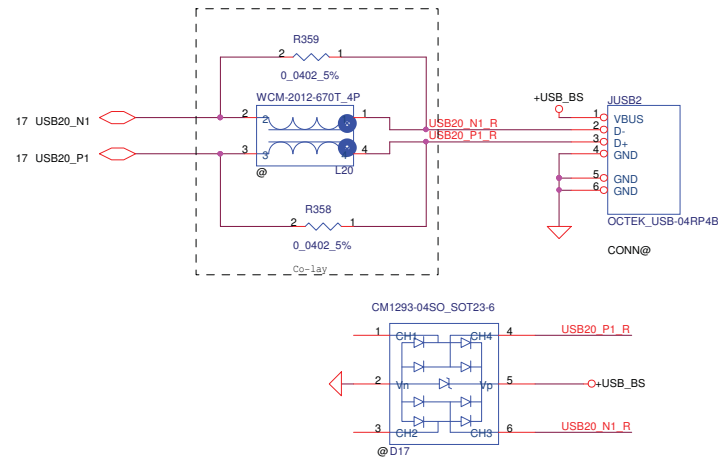 R359
2 1
0_0402_5%
WCM-2012-670T_4P
17 USB20_N1
2 2 1
USB20_N1_R
USB20_P1_R
17 USB20_P1
3 3 4
@ L20
R358
2 1
0_0402_5%
Co-lay
+USB_BS
JUSB2
1 VBUS
2 D-
3 D+
4 GND
5 GND
6 GND
OCTEK_USB-04RP4B
CONN@
CM1293-04SO_SOT23-6
1 CH1 CH4 4 USB20_P1_R
2 Vn Vp 5 +USB_BS
3 CH2 CH3 6 USB20_N1_R
@ D17